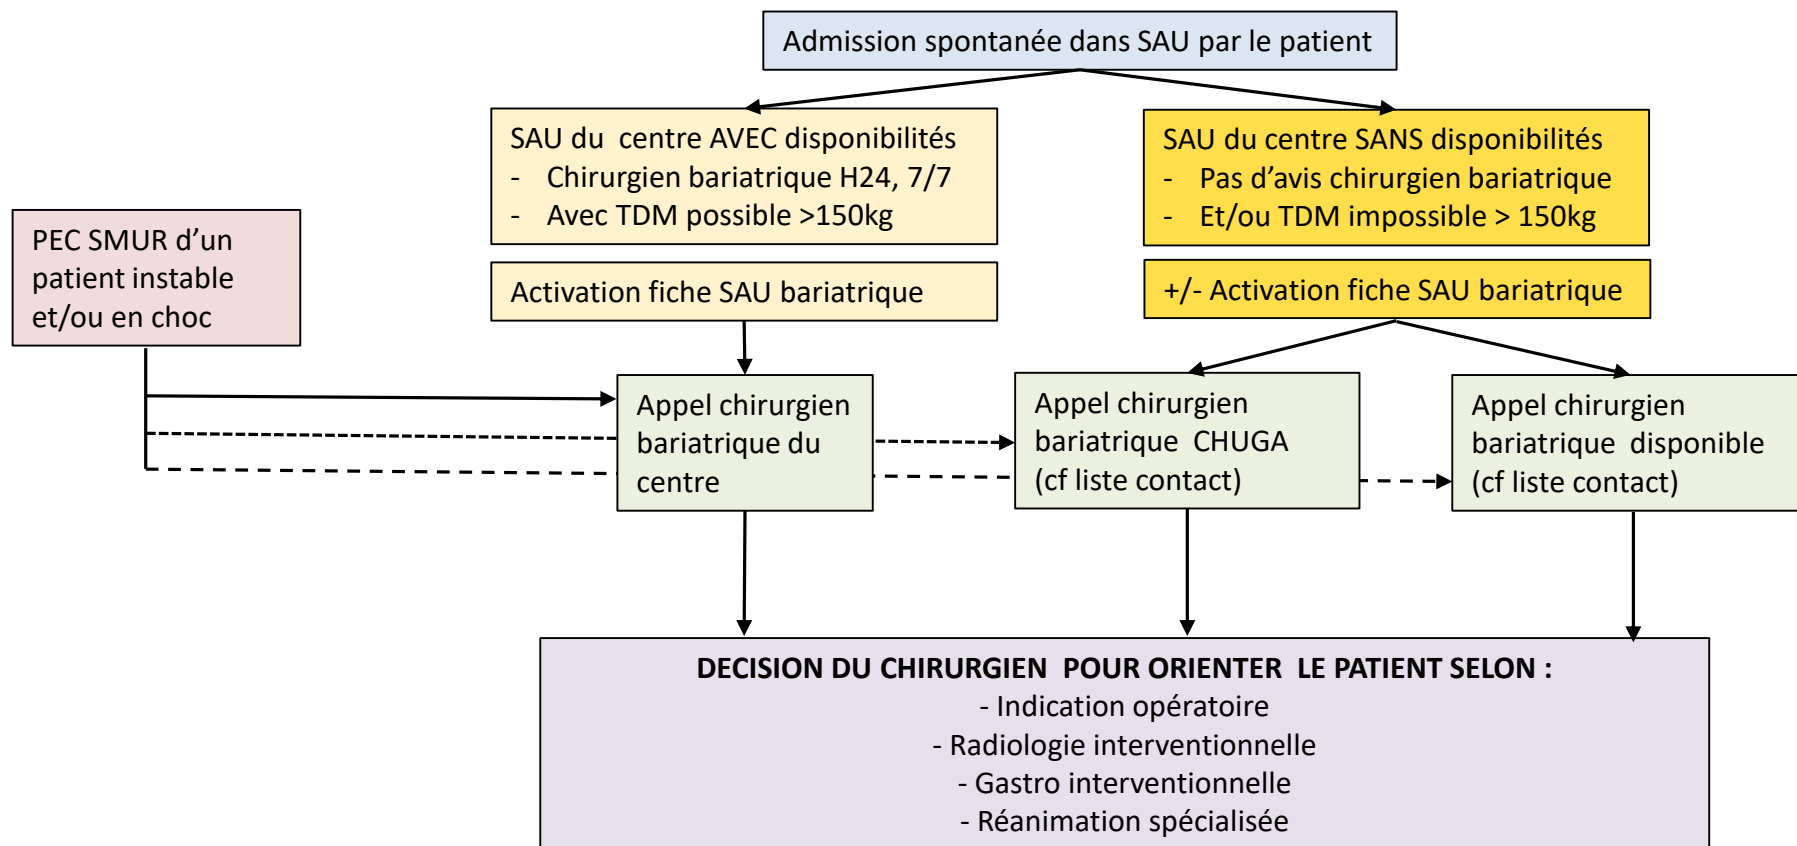 Admission spontanée dans SAU par le patient
SAU du centre AVEC disponibilités
- Chirurgien bariatrique H24, 7/7
- Avec TDM possible >150kg
SAU du centre SANS disponibilités
- Pas d’avis chirurgien bariatrique
- Et/ou TDM impossible > 150kg
PEC SMUR d’un
patient instable
et/ou en choc
Activation fiche SAU bariatrique
+/- Activation fiche SAU bariatrique
Appel chirurgien
bariatrique du
centre
Appel chirurgien
bariatrique CHUGA
(cf liste contact)
Appel chirurgien
bariatrique disponible
(cf liste contact)
DECISION DU CHIRURGIEN POUR ORIENTER LE PATIENT SELON :
- Indication opératoire
- Radiologie interventionnelle
- Gastro interventionnelle
- Réanimation spécialisée